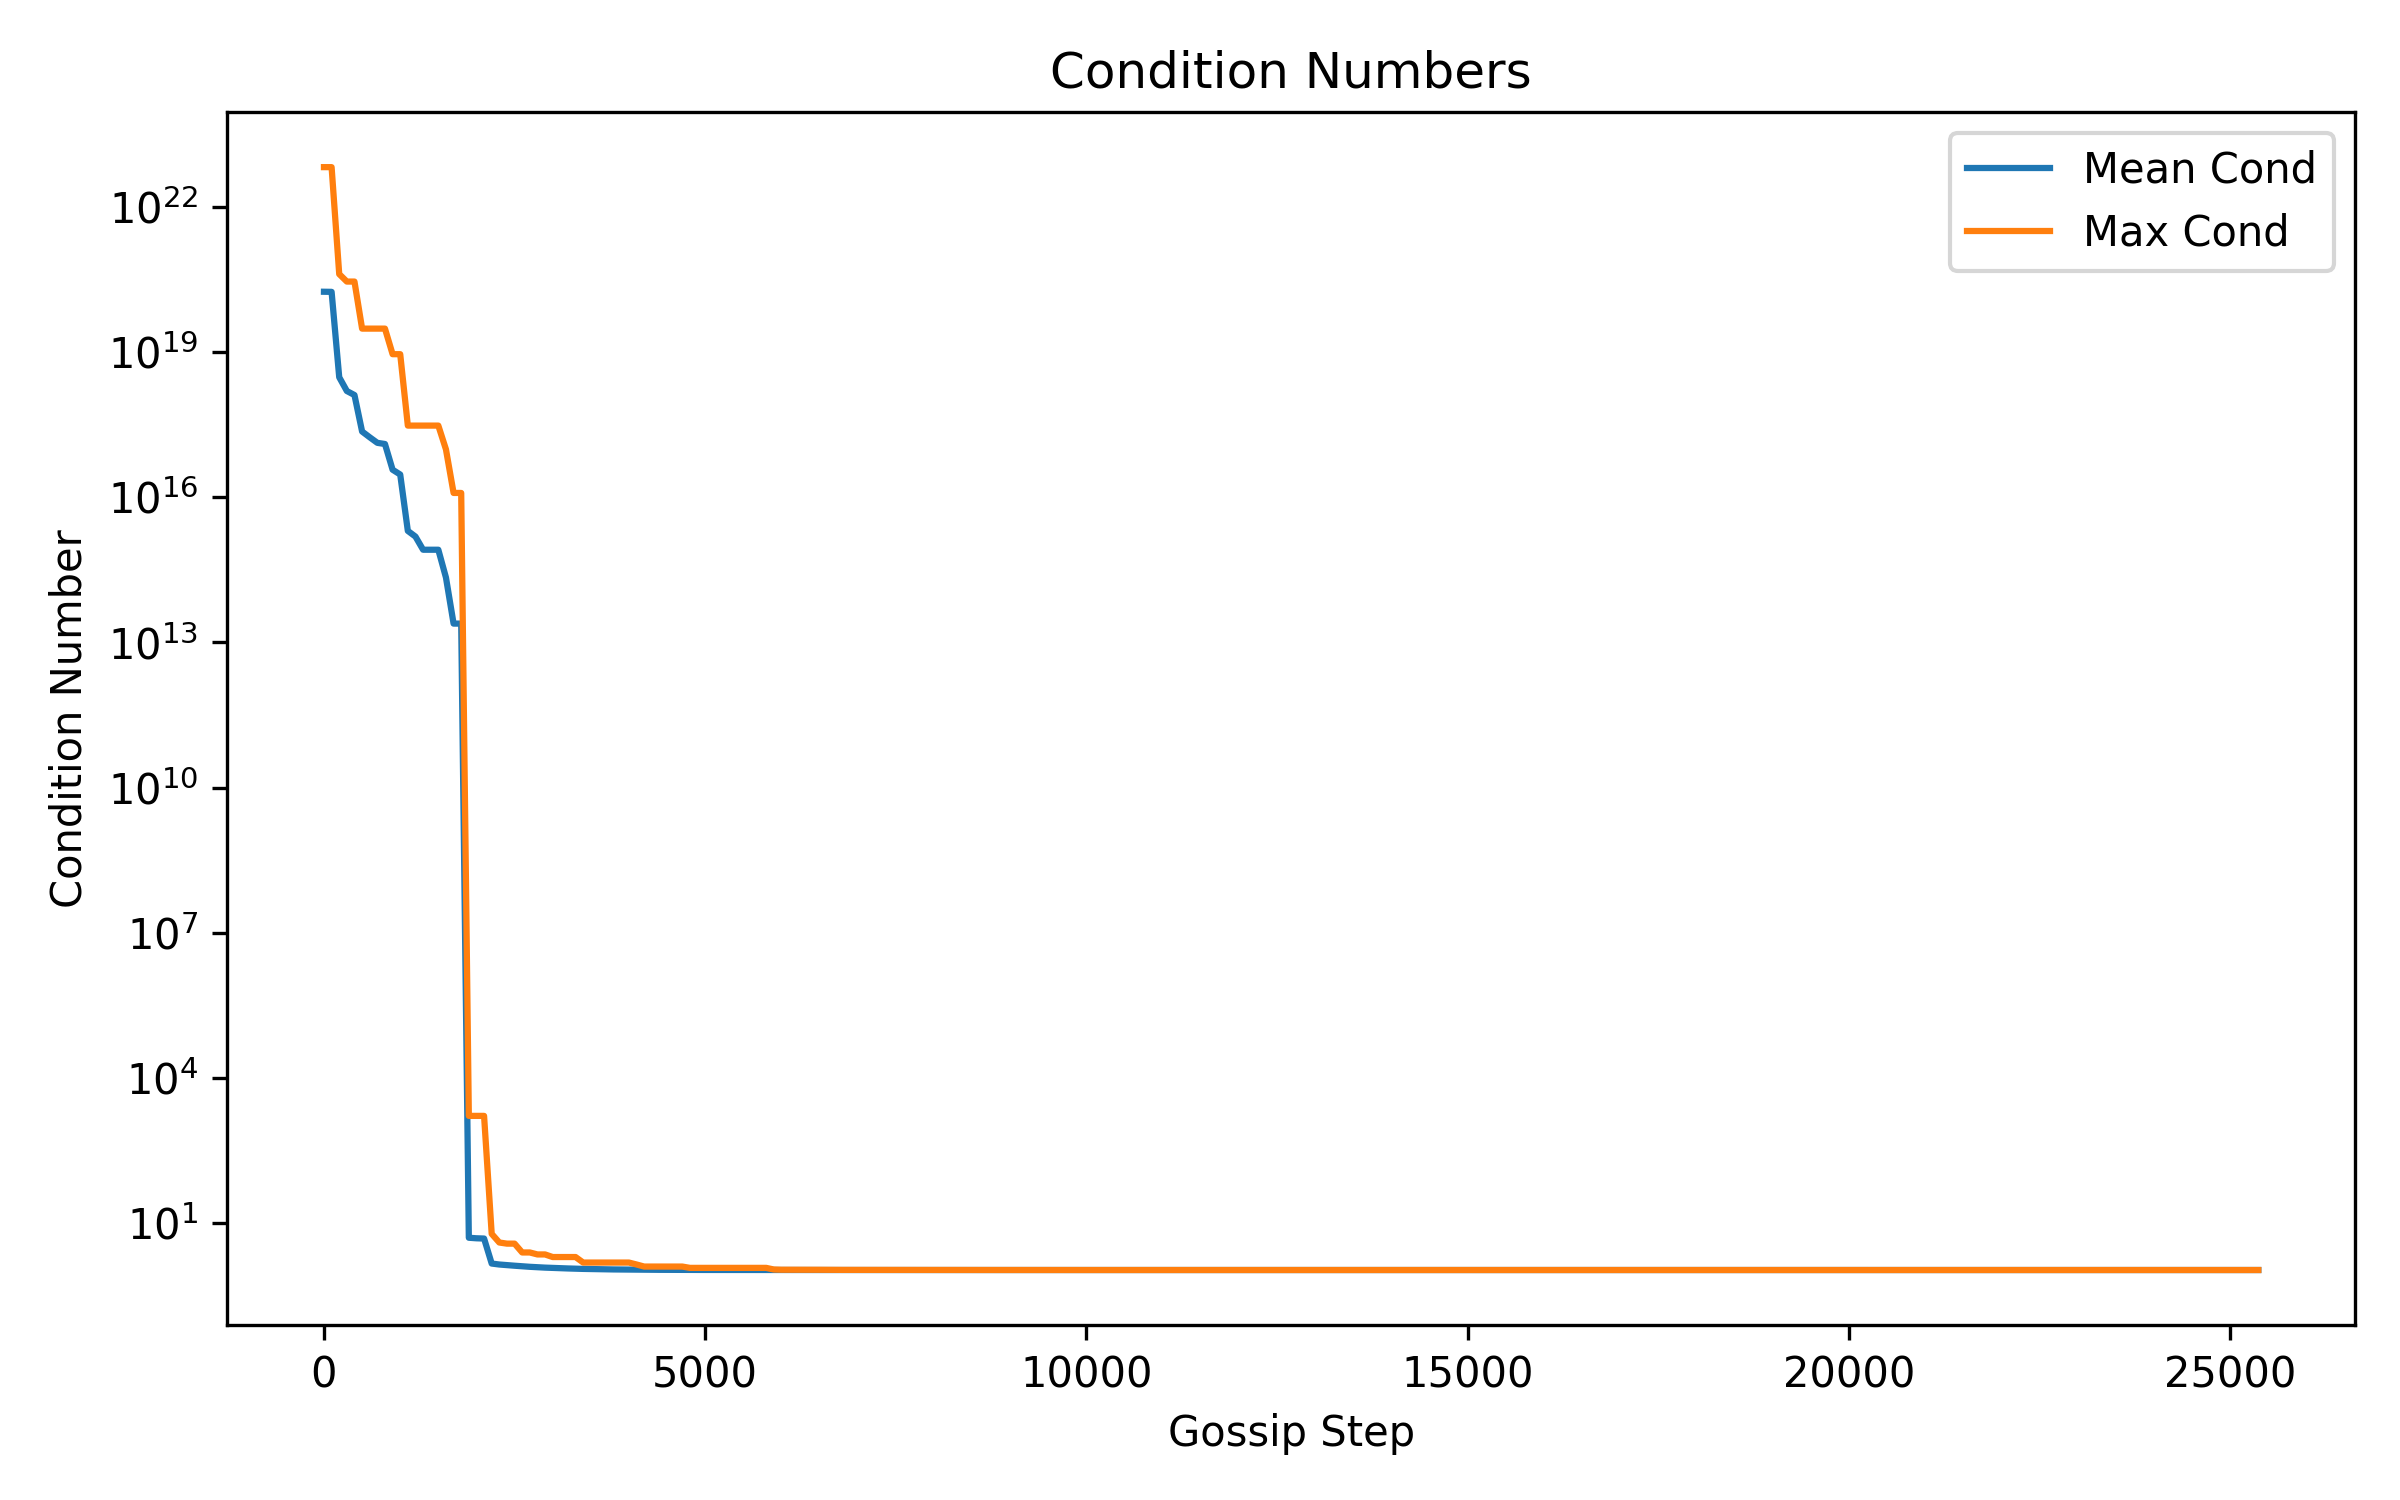 Condition Numbers
Mean Cond
Max Cond
Condition Number
10²²
10¹⁹
10¹⁶
10¹³
10¹⁰
10⁷
10⁴
10¹
0 5000 10000 15000 20000 25000
Gossip Step